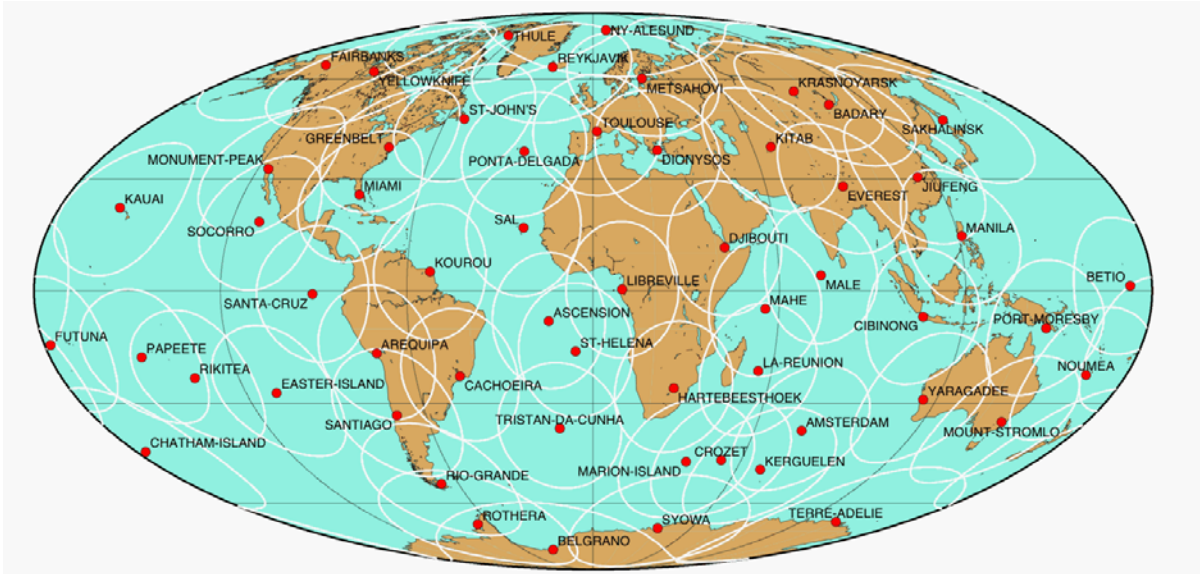 THULE
NY-ALESUND
FAIRBANKS
REYKJAVIK
YELLOWKNIFE
METSAHOVI
KRASNOYARSK
ST-JOHN'S
BADARY
TOULOUSE
SAKHALINSK
GREENBELT
KITAB
MONUMENT-PEAK
PONTA-DELGADA
DIONYSOS
MIAMI
JIUFENG
EVEREST
KAUAI
SOCORRO
SAL
MANILA
DJIBOUTI
KOUROU
BETIO
LIBREVILLE
MALE
SANTA-CRUZ
MAHE
ASCENSION
PORT-MORESBY
CIBINONG
FUTUNA
ST-HELENA
PAPEETE
AREQUIPA
LA-REUNION
NOUMEA
RIKITEA
EASTER-ISLAND
CACHOEIRA
YARAGADEE
HARTEBEESTHOEK
TRISTAN-DA-CUNHA
SANTIAGO
AMSTERDAM
MOUNT-STROMLO
CHATHAM-ISLAND
CROZET
KERGUELEN
MARION-ISLAND
RIO-GRANDE
ROTHERA
SYOWA
TERRE-ADELIE
BELGRANO